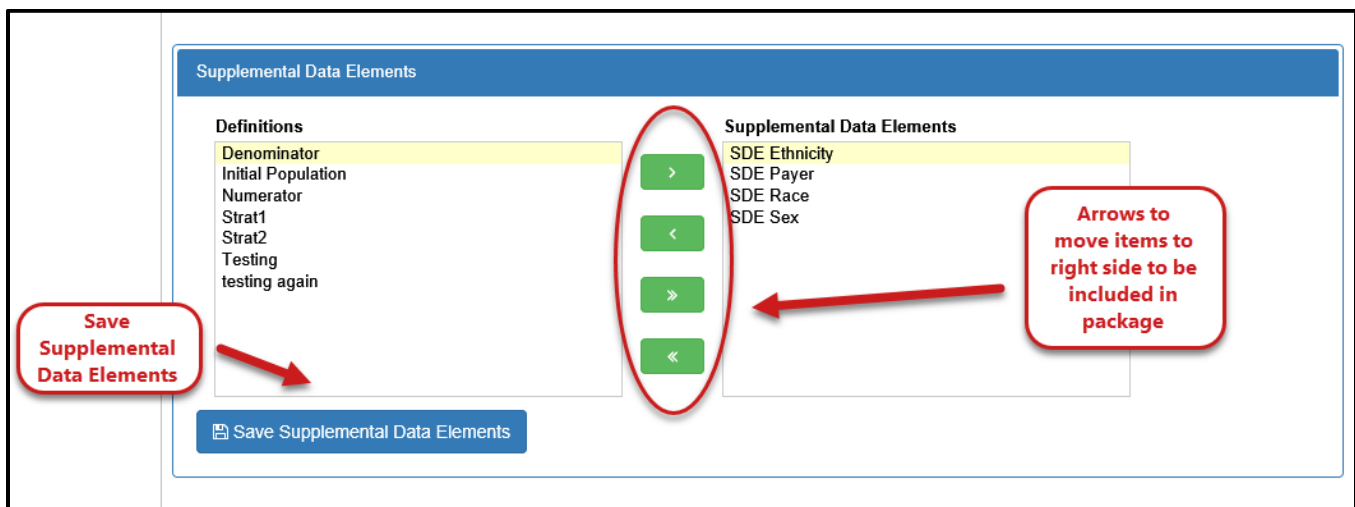 Supplemental Data Elements
Definitions
Denominator
Initial Population
Numerator
Strat1
Strat2
Testing
testing again
>
<
»
«
Supplemental Data Elements
SDE Ethnicity
SDE Payer
SDE Race
SDE Sex
Arrows to
move items to
right side to be
included in
package
Save
Supplemental
Data Elements
Save Supplemental Data Elements